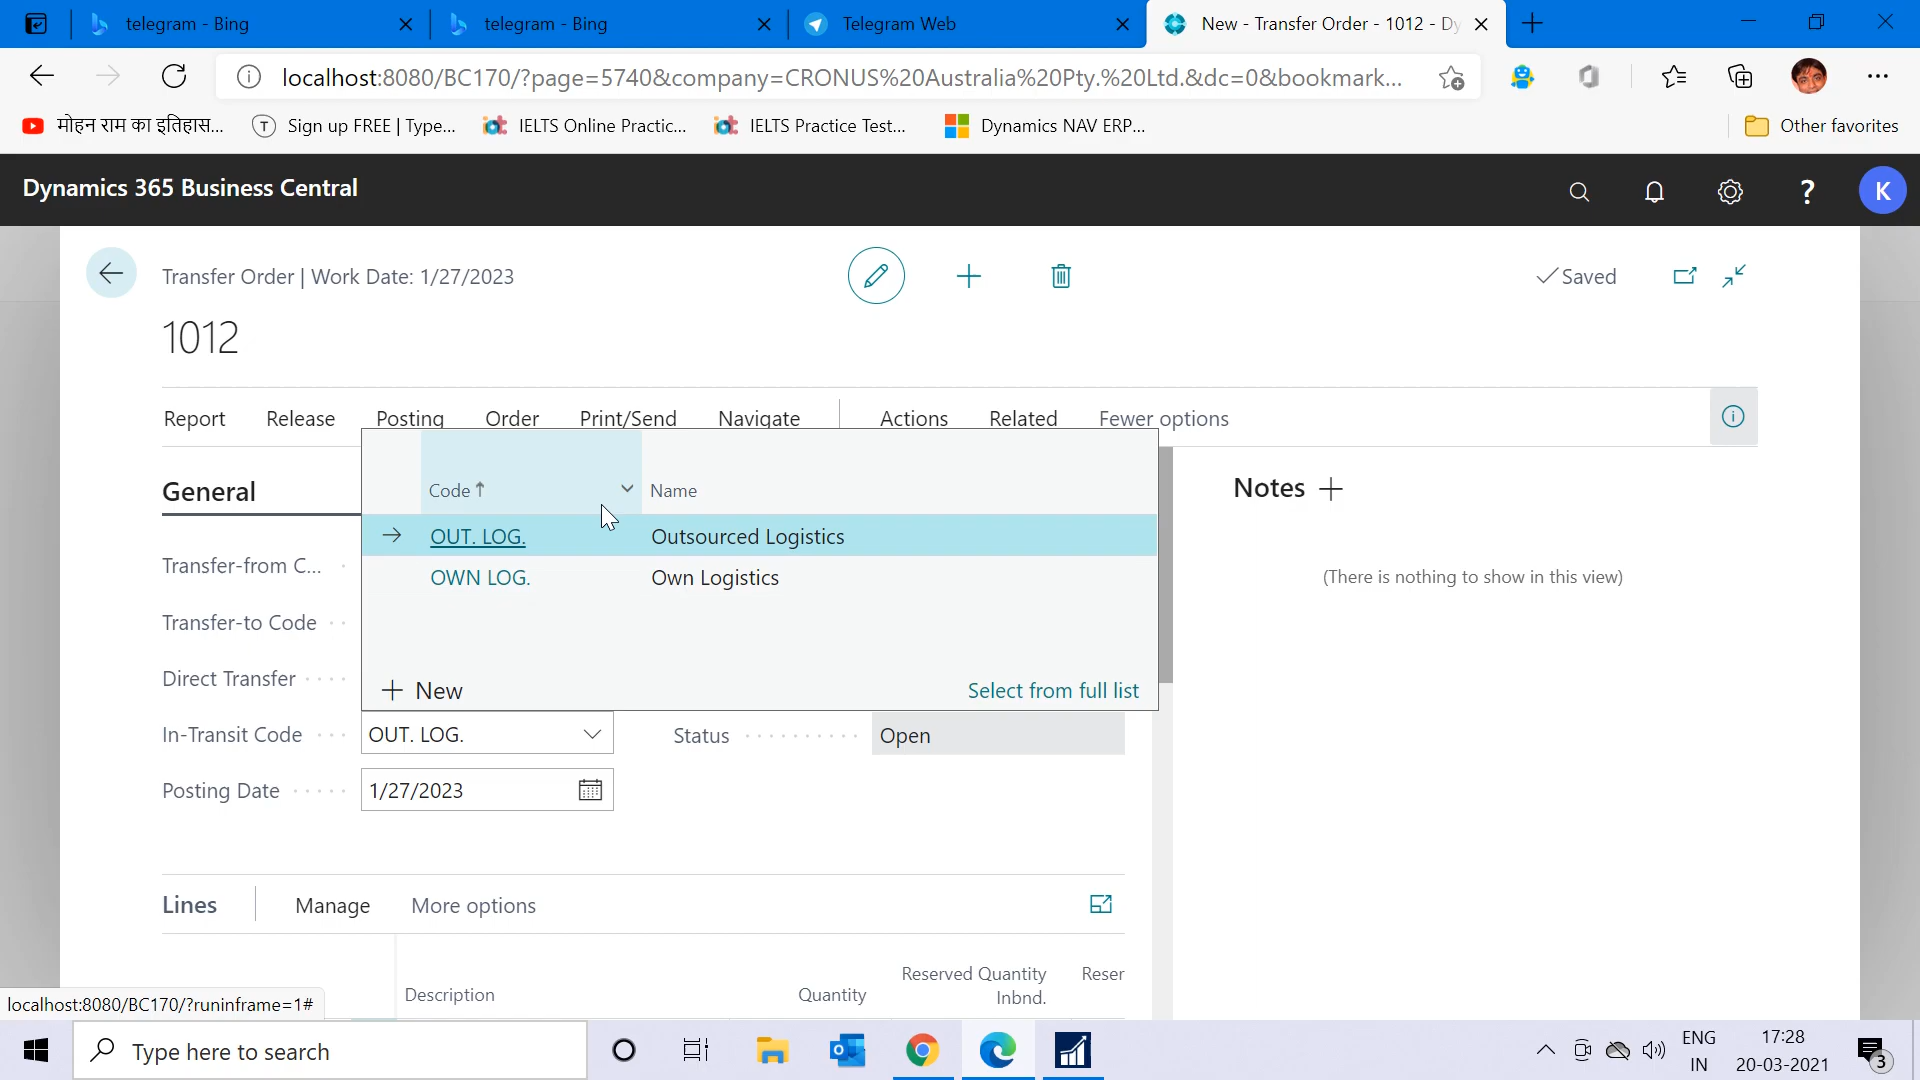 telegram - Bing
telegram - Bing
Telegram Web
New - Transfer Order - 1012 - Dy
localhost:8080/BC170/?page=5740&company=CRONUS%20Australia%20Pty.%20Ltd.&dc=0&bookmark...
मोहन राम का इतिहास...
T
Sign up FREE | Type...
IELTS Online Practic...
IELTS Practice Test...
Dynamics NAV ERP...
Other favorites
Dynamics 365 Business Central
?
K
Transfer Order | Work Date: 1/27/2023
Saved
1012
Report
Release
Posting
Order
Print/Send
Navigate
Actions
Related
Fewer options
General
Code
Name
OUT. LOG.
Outsourced Logistics
OWN LOG.
Own Logistics
New
Select from full list
Notes
(There is nothing to show in this view)
Transfer-from C...
Transfer-to Code
Direct Transfer
In-Transit Code
OUT. LOG.
Status
Open
Posting Date
1/27/2023
Lines
Manage
More options
Description
Quantity
Reserved Quantity
Inbnd.
Reser
localhost:8080/BC170/?runinframe=1#
Type here to search
ENG
IN
17:28
20-03-2021
3